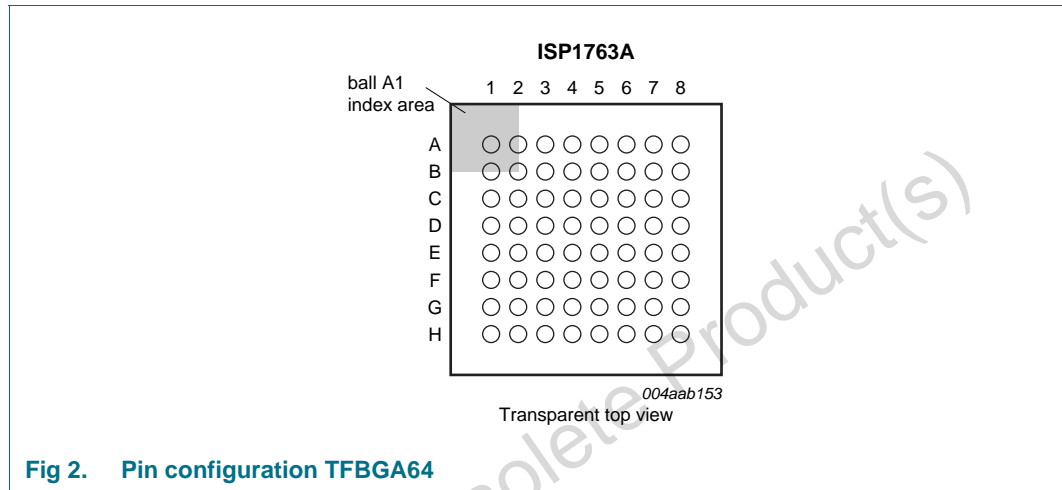 ISP1763A
ball A1
index area
1 2 3 4 5 6 7 8
A
B
C
D
E
F
G
H
004aab153
Transparent top view
Fig 2. Pin configuration TFBGA64
solete Product(s)